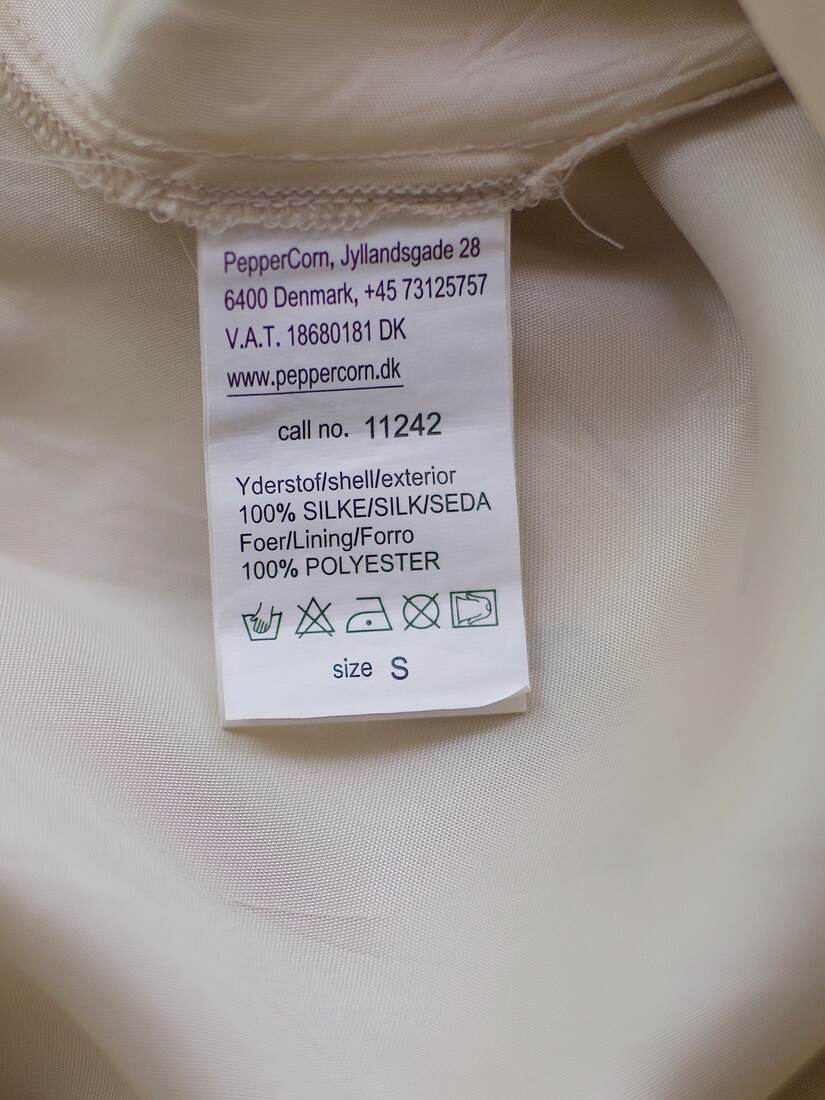 PepperCorn, Jyllandsgade 28
6400 Denmark, +45 73125757
V.A.T. 18680181 DK
www.peppercorn.dk
call no. 11242
Yderstof/shell/exterior
100% SILKE/SILK/SEDA
Foer/Lining/Forro
100% POLYESTER
size S